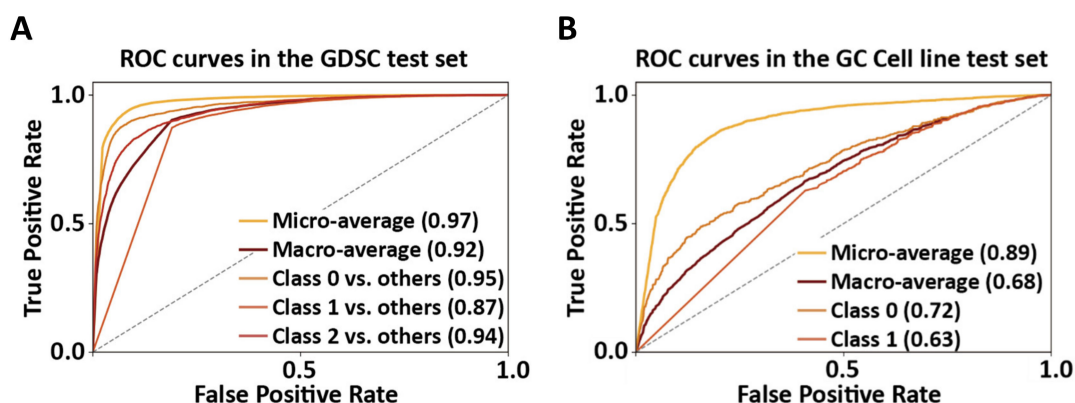 A
ROC curves in the GDSC test set
True Positive Rate
1.0
0.5
0.0
Micro-average (0.97)
Macro-average (0.92)
Class 0 vs. others (0.95)
Class 1 vs. others (0.87)
Class 2 vs. others (0.94)
0.5
1.0
False Positive Rate
B
ROC curves in the GC Cell line test set
True Positive Rate
1.0
0.5
0.0
Micro-average (0.89)
Macro-average (0.68)
Class 0 (0.72)
Class 1 (0.63)
0.5
1.0
False Positive Rate